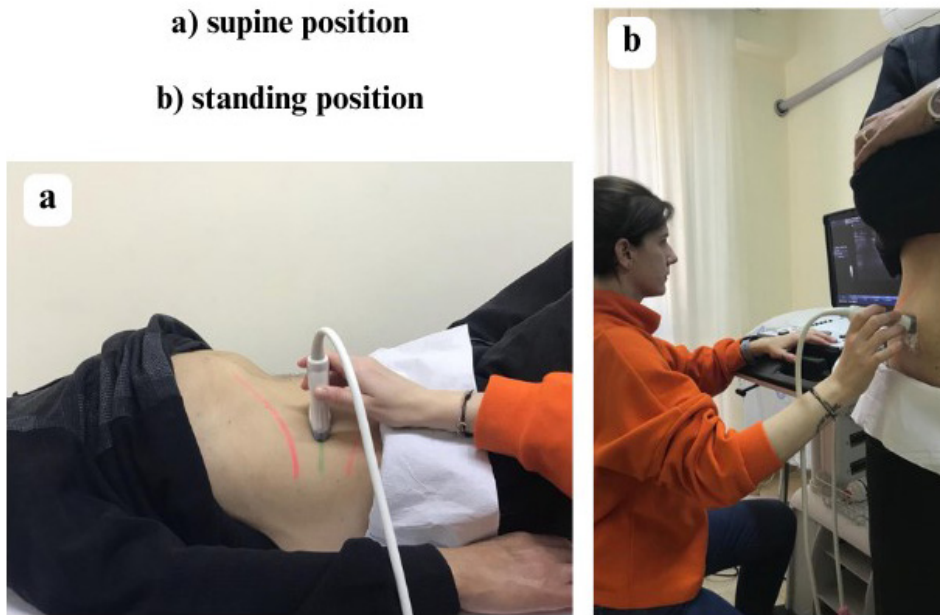 a) supine position
b) standing position
a
b